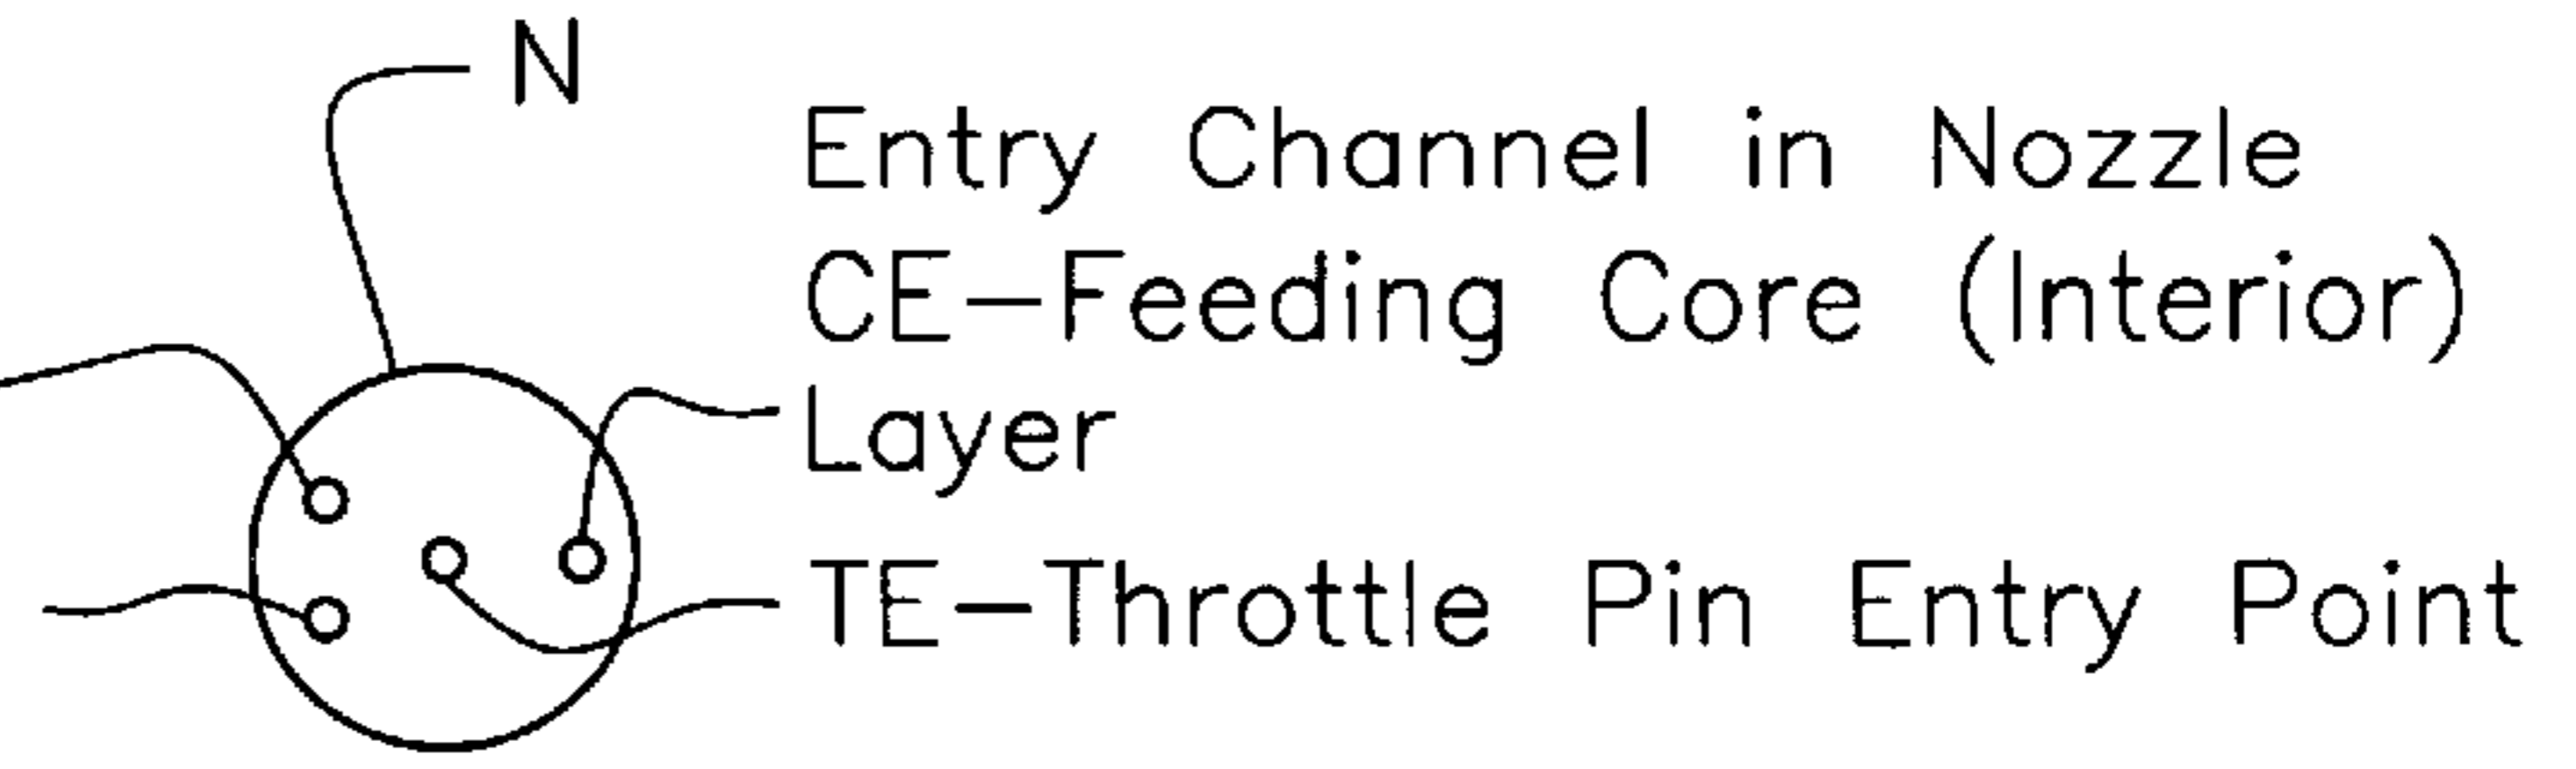 N
Entry Channel in Nozzle
CE-Feeding Core (Interior)
Layer
TE-Throttle Pin Entry Point